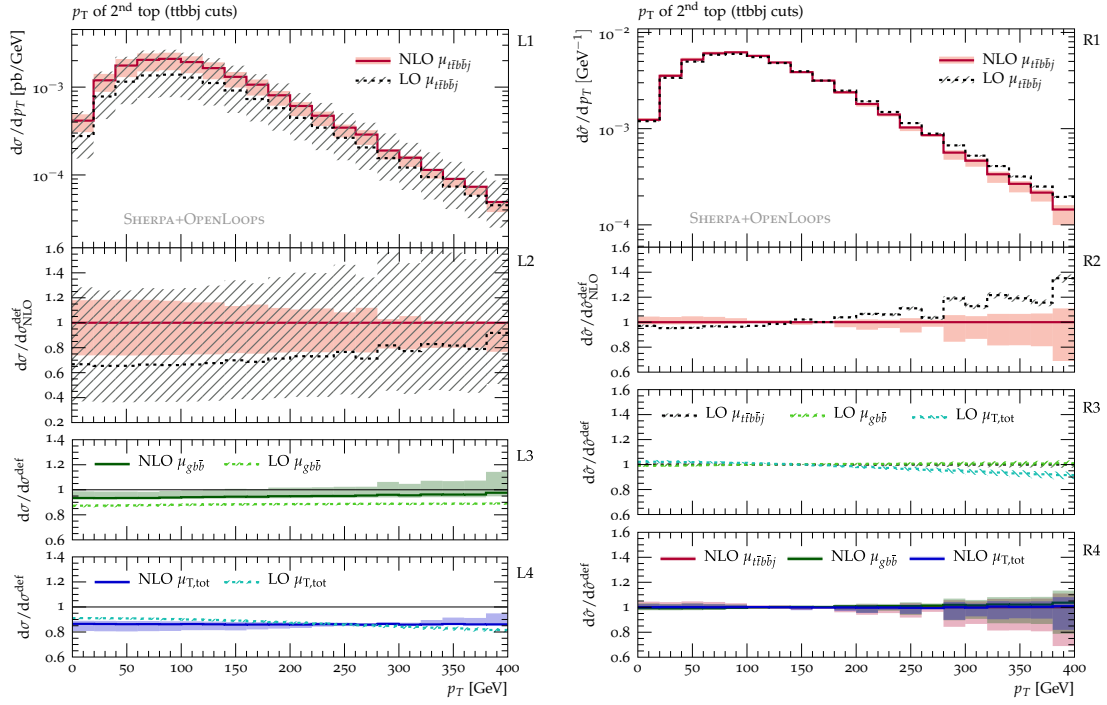 p_T of 2nd top (ttbbj cuts)
L1
10⁻³
10⁻⁴
dσ/dp_T [pb/GeV]
NLO μ_{tt̄bb̄j}
LO μ_{tt̄bb̄j}
SHERPA+OPENLOOPS
L2
1.6
1.4
1.2
1
0.8
0.6
0.4
0.2
dσ/dσ^{def}_{NLO}
L3
1.4
1.2
1
0.8
0.6
dσ/dσ^{def}
NLO μ_{gbb̄}
LO μ_{gbb̄}
L4
1.4
1.2
1
0.8
0.6
dσ/dσ^{def}
NLO μ_{T,tot}
LO μ_{T,tot}
0 50 100 150 200 250 300 350 400
p_T [GeV]
p_T of 2nd top (ttbbj cuts)
R1
10⁻²
10⁻³
10⁻⁴
dσ̂/dp_T [GeV⁻¹]
NLO μ_{tt̄bb̄j}
LO μ_{tt̄bb̄j}
SHERPA+OPENLOOPS
R2
1.6
1.4
1.2
1
0.8
0.6
dσ̂/dσ̂^{def}_{NLO}
R3
1.4
1.2
1
0.8
0.6
dσ̂/dσ̂^{def}
LO μ_{tt̄bb̄j}
LO μ_{gbb̄}
LO μ_{T,tot}
R4
1.4
1.2
1
0.8
0.6
dσ̂/dσ̂^{def}
NLO μ_{tt̄bb̄j}
NLO μ_{gbb̄}
NLO μ_{T,tot}
0 50 100 150 200 250 300 350 400
p_T [GeV]